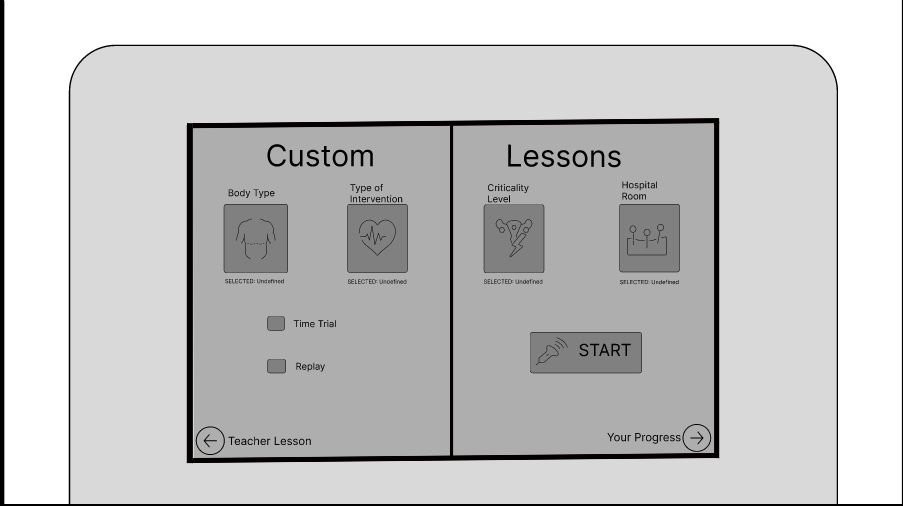 Custom
Lessons
Body Type
Type of
Intervention
Criticality
Level
Hospital
Room
SELECTED: Undefined
SELECTED: Undefined
SELECTED: Undefined
SELECTED: Undefined
Time Trial
START
Replay
Teacher Lesson
Your Progress